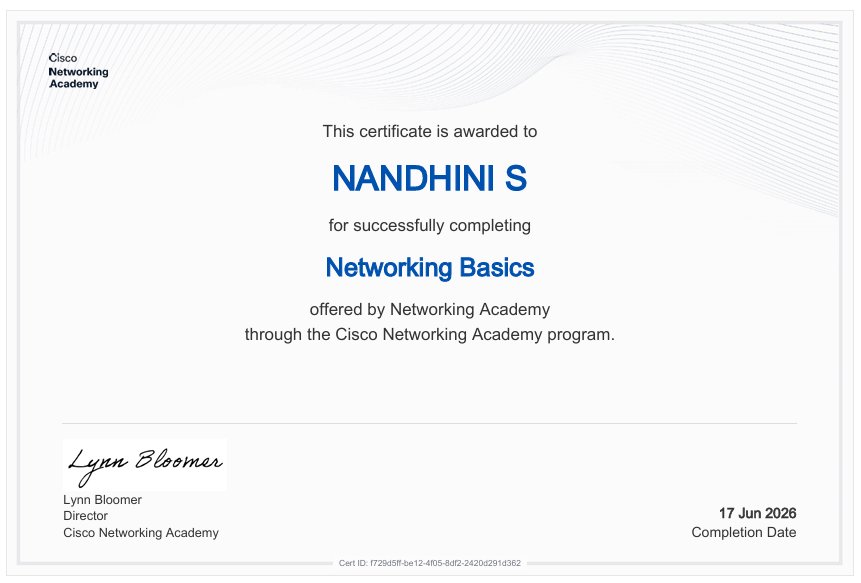 Cisco
Networking
Academy
This certificate is awarded to
NANDHINI S
for successfully completing
Networking Basics
offered by Networking Academy
through the Cisco Networking Academy program.
Lynn Bloomer
Lynn Bloomer
Director
Cisco Networking Academy
17 Jun 2026
Completion Date
Cert ID: f729d5ff-be12-4f05-8df2-2420d291d362